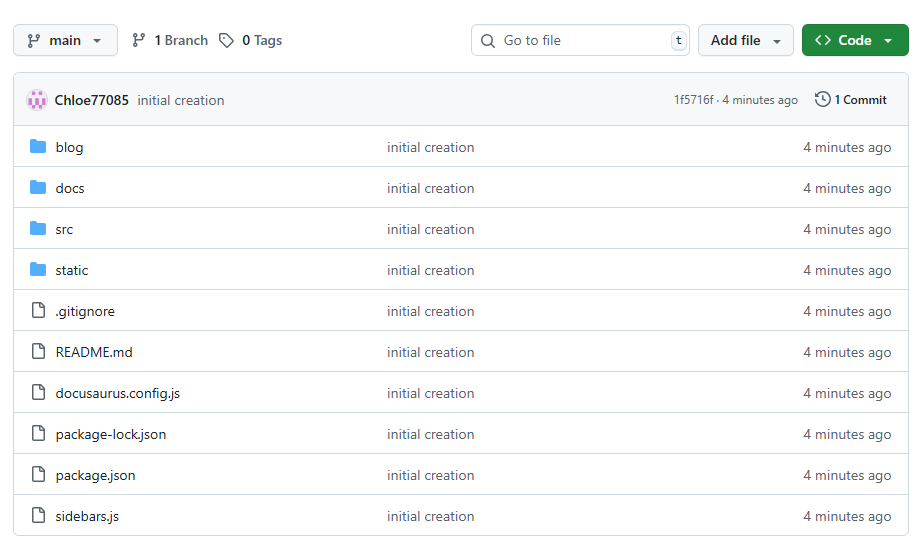 main 1 Branch 0 Tags Go to file t Add file Code
Chloe77085 initial creation 1f5716f · 4 minutes ago 1 Commit
blog initial creation 4 minutes ago
docs initial creation 4 minutes ago
src initial creation 4 minutes ago
static initial creation 4 minutes ago
.gitignore initial creation 4 minutes ago
README.md initial creation 4 minutes ago
docusaurus.config.js initial creation 4 minutes ago
package-lock.json initial creation 4 minutes ago
package.json initial creation 4 minutes ago
sidebars.js initial creation 4 minutes ago